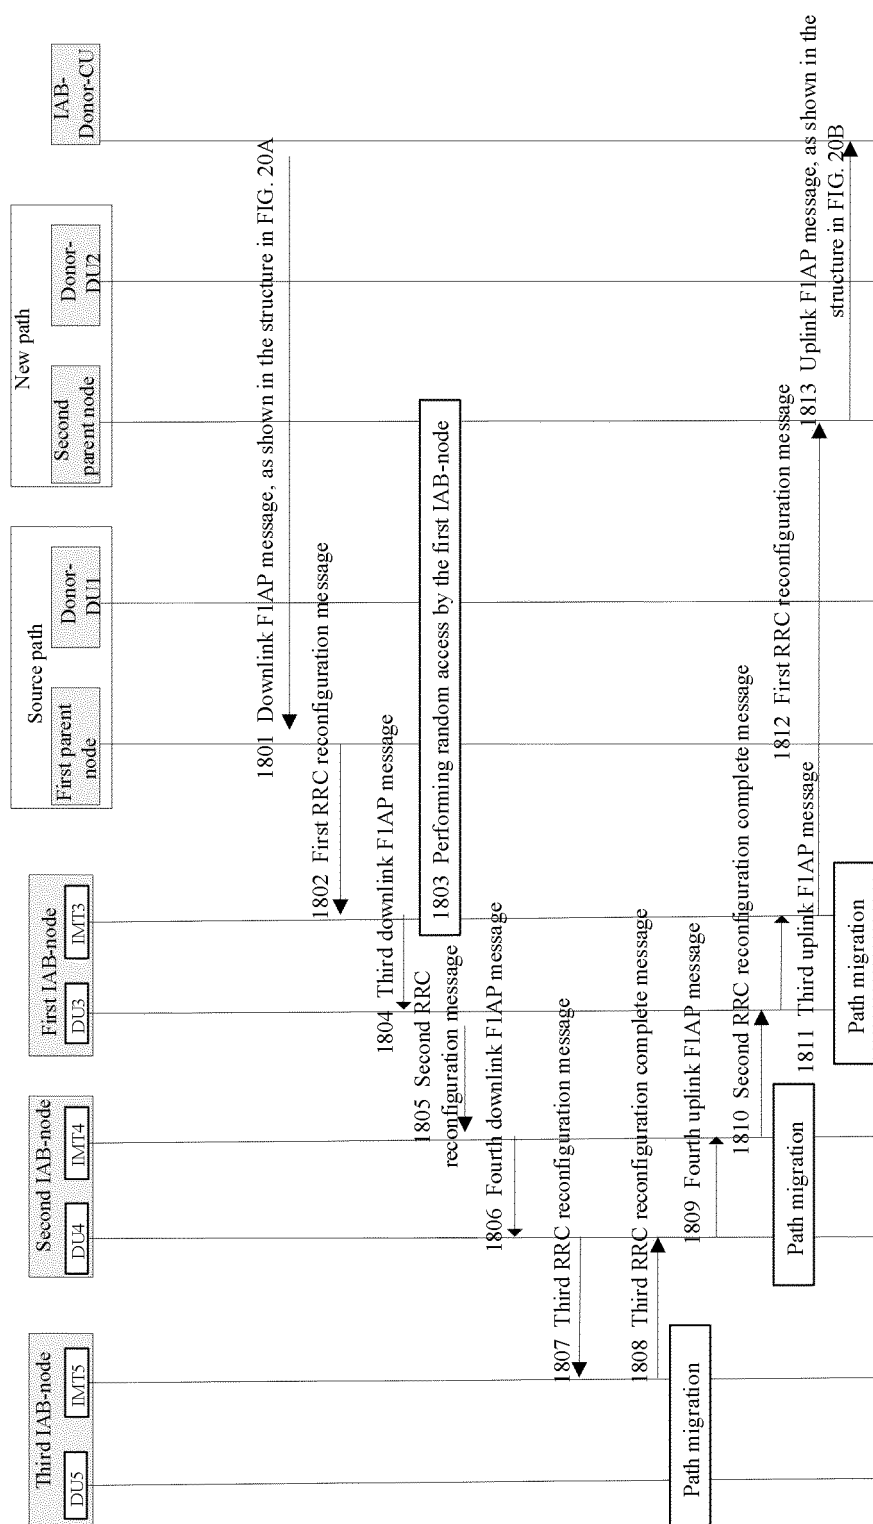 Third IAB-node
DU5
IMT5
Second IAB-node
DU4
IMT4
First IAB-node
DU3
IMT3
Source path
First parent
node
Donor-
DU1
New path
Second
parent node
Donor-
DU2
IAB-
Donor-CU
1801 Downlink F1AP message, as shown in the structure in FIG. 20A
1802 First RRC reconfiguration message
1804 Third downlink F1AP message
1803 Performing random access by the first IAB-node
1805 Second RRC
reconfiguration message
1806 Fourth downlink F1AP message
1807 Third RRC reconfiguration message
1808 Third RRC reconfiguration complete message
Path migration
1809 Fourth uplink F1AP message
1810 Second RRC reconfiguration complete message
Path migration
1811 Third uplink F1AP message
1812 First RRC reconfiguration message
Path migration
1813 Uplink F1AP message, as shown in the
structure in FIG. 20B